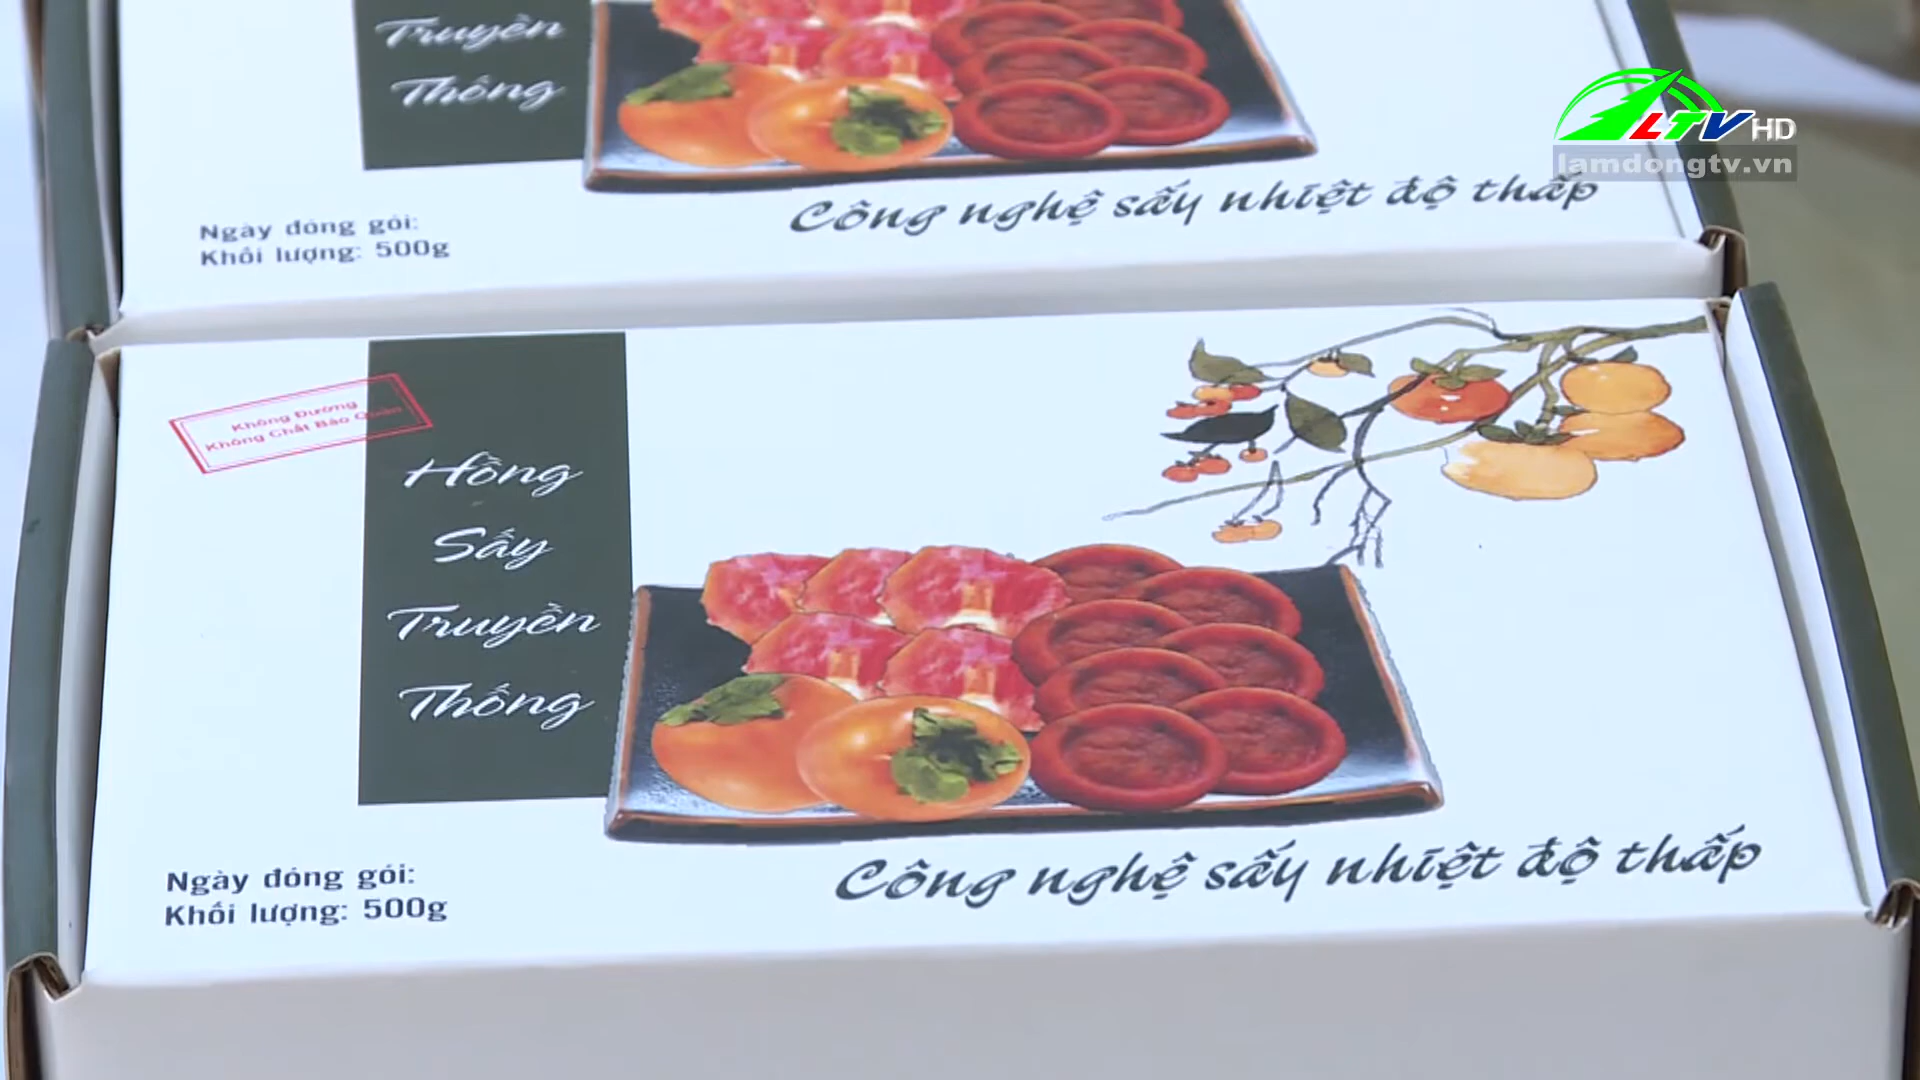 Truyền
Thống
LTV HD
lamdongtv.vn
Công nghệ sấy nhiệt độ thấp
Ngày đóng gói:
Khối lượng: 500g
Không Đường
Không Chất Bảo Quản
Hồng
Sấy
Truyền
Thống
Công nghệ sấy nhiệt độ thấp
Ngày đóng gói:
Khối lượng: 500g